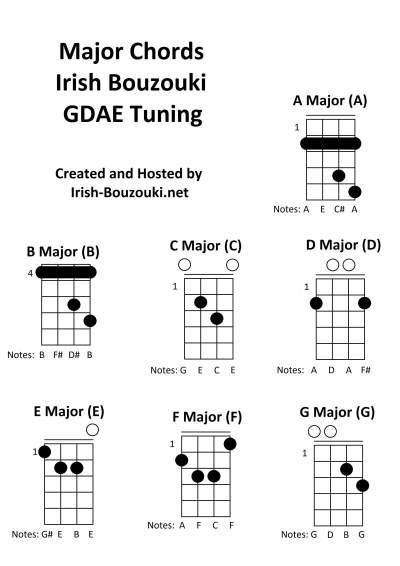 Major Chords
Irish Bouzouki
GDAE Tuning
Created and Hosted by
Irish-Bouzouki.net
A Major (A)
1
Notes: A E C# A
B Major (B)
4
Notes: B F# D# B
C Major (C)
1
Notes: G E C E
D Major (D)
1
Notes: A D A F#
E Major (E)
1
Notes: G# E B E
F Major (F)
1
Notes: A F C F
G Major (G)
1
Notes: G D B G